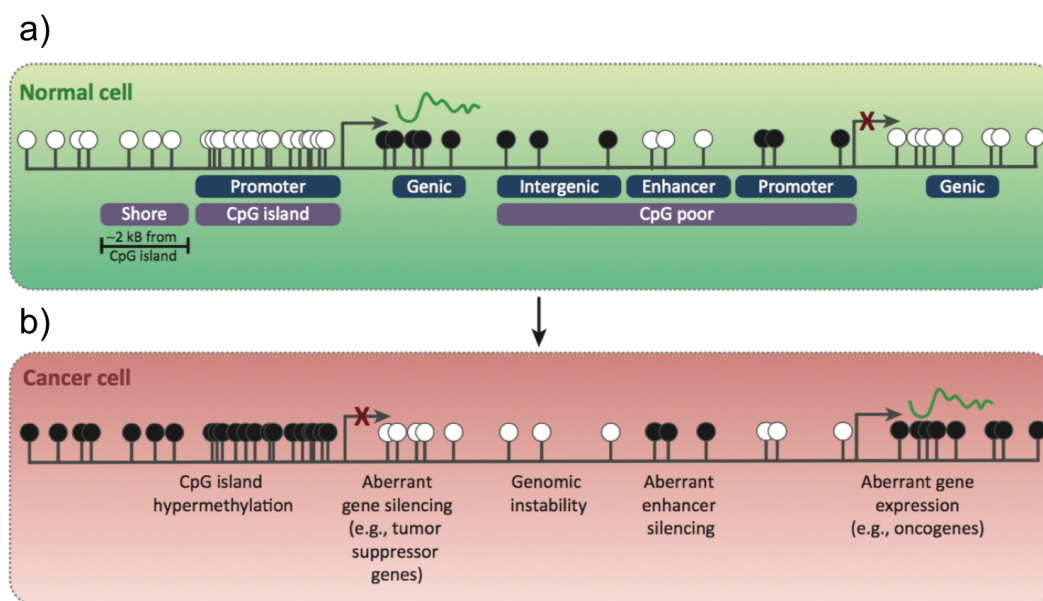 a)
Normal cell
X
Promoter Genic Intergenic Enhancer Promoter Genic
Shore CpG island CpG poor
~2 kB from
CpG island
b)
Cancer cell
X
CpG island
hypermethylation
Aberrant
gene silencing
(e.g., tumor
suppressor
genes)
Genomic
instability
Aberrant
enhancer
silencing
Aberrant gene
expression
(e.g., oncogenes)